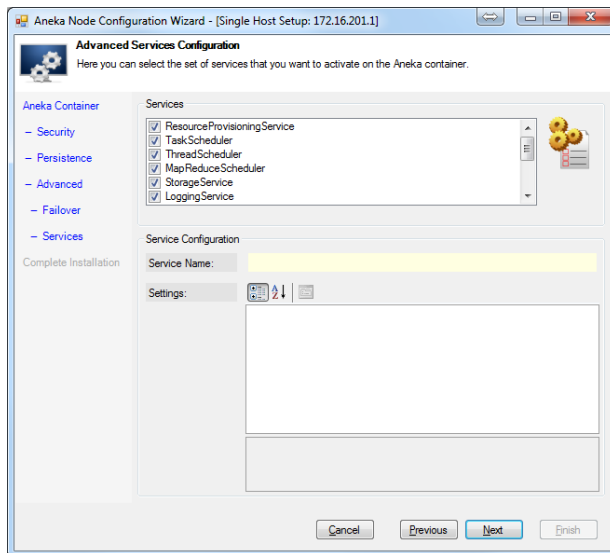 Aneka Node Configuration Wizard - [Single Host Setup: 172.16.201.1]
Advanced Services Configuration
Here you can select the set of services that you want to activate on the Aneka container.
Aneka Container
– Security
– Persistence
– Advanced
– Failover
– Services
Complete Installation
Services
ResourceProvisioningService
TaskScheduler
ThreadScheduler
MapReduceScheduler
StorageService
LoggingService
Service Configuration
Service Name:
Settings:
Cancel
Previous
Next
Finish